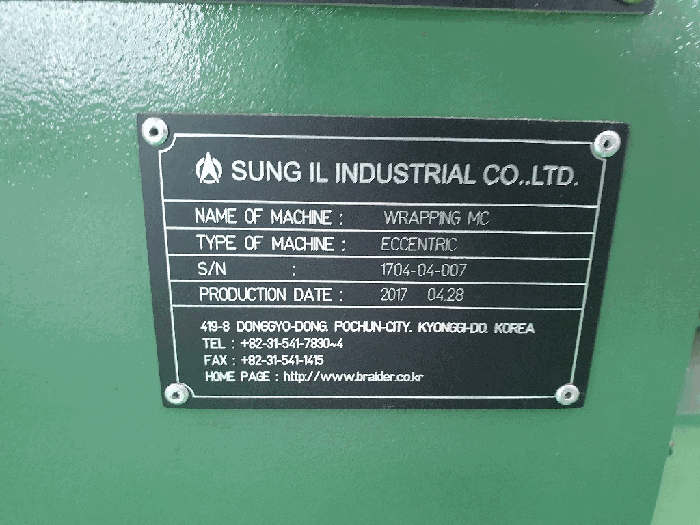 SUNG IL INDUSTRIAL CO.,LTD.
NAME OF MACHINE : WRAPPING MC
TYPE OF MACHINE : ECCENTRIC
S/N : 1704-04-007
PRODUCTION DATE : 2017 04.28
419-8 DONGGYO-DONG, POCHUN-CITY, KYONGGI-DO, KOREA
TEL : +82-31-541-7830~4
FAX : +82-31-541-1415
HOME PAGE : http://www.braider.co.kr